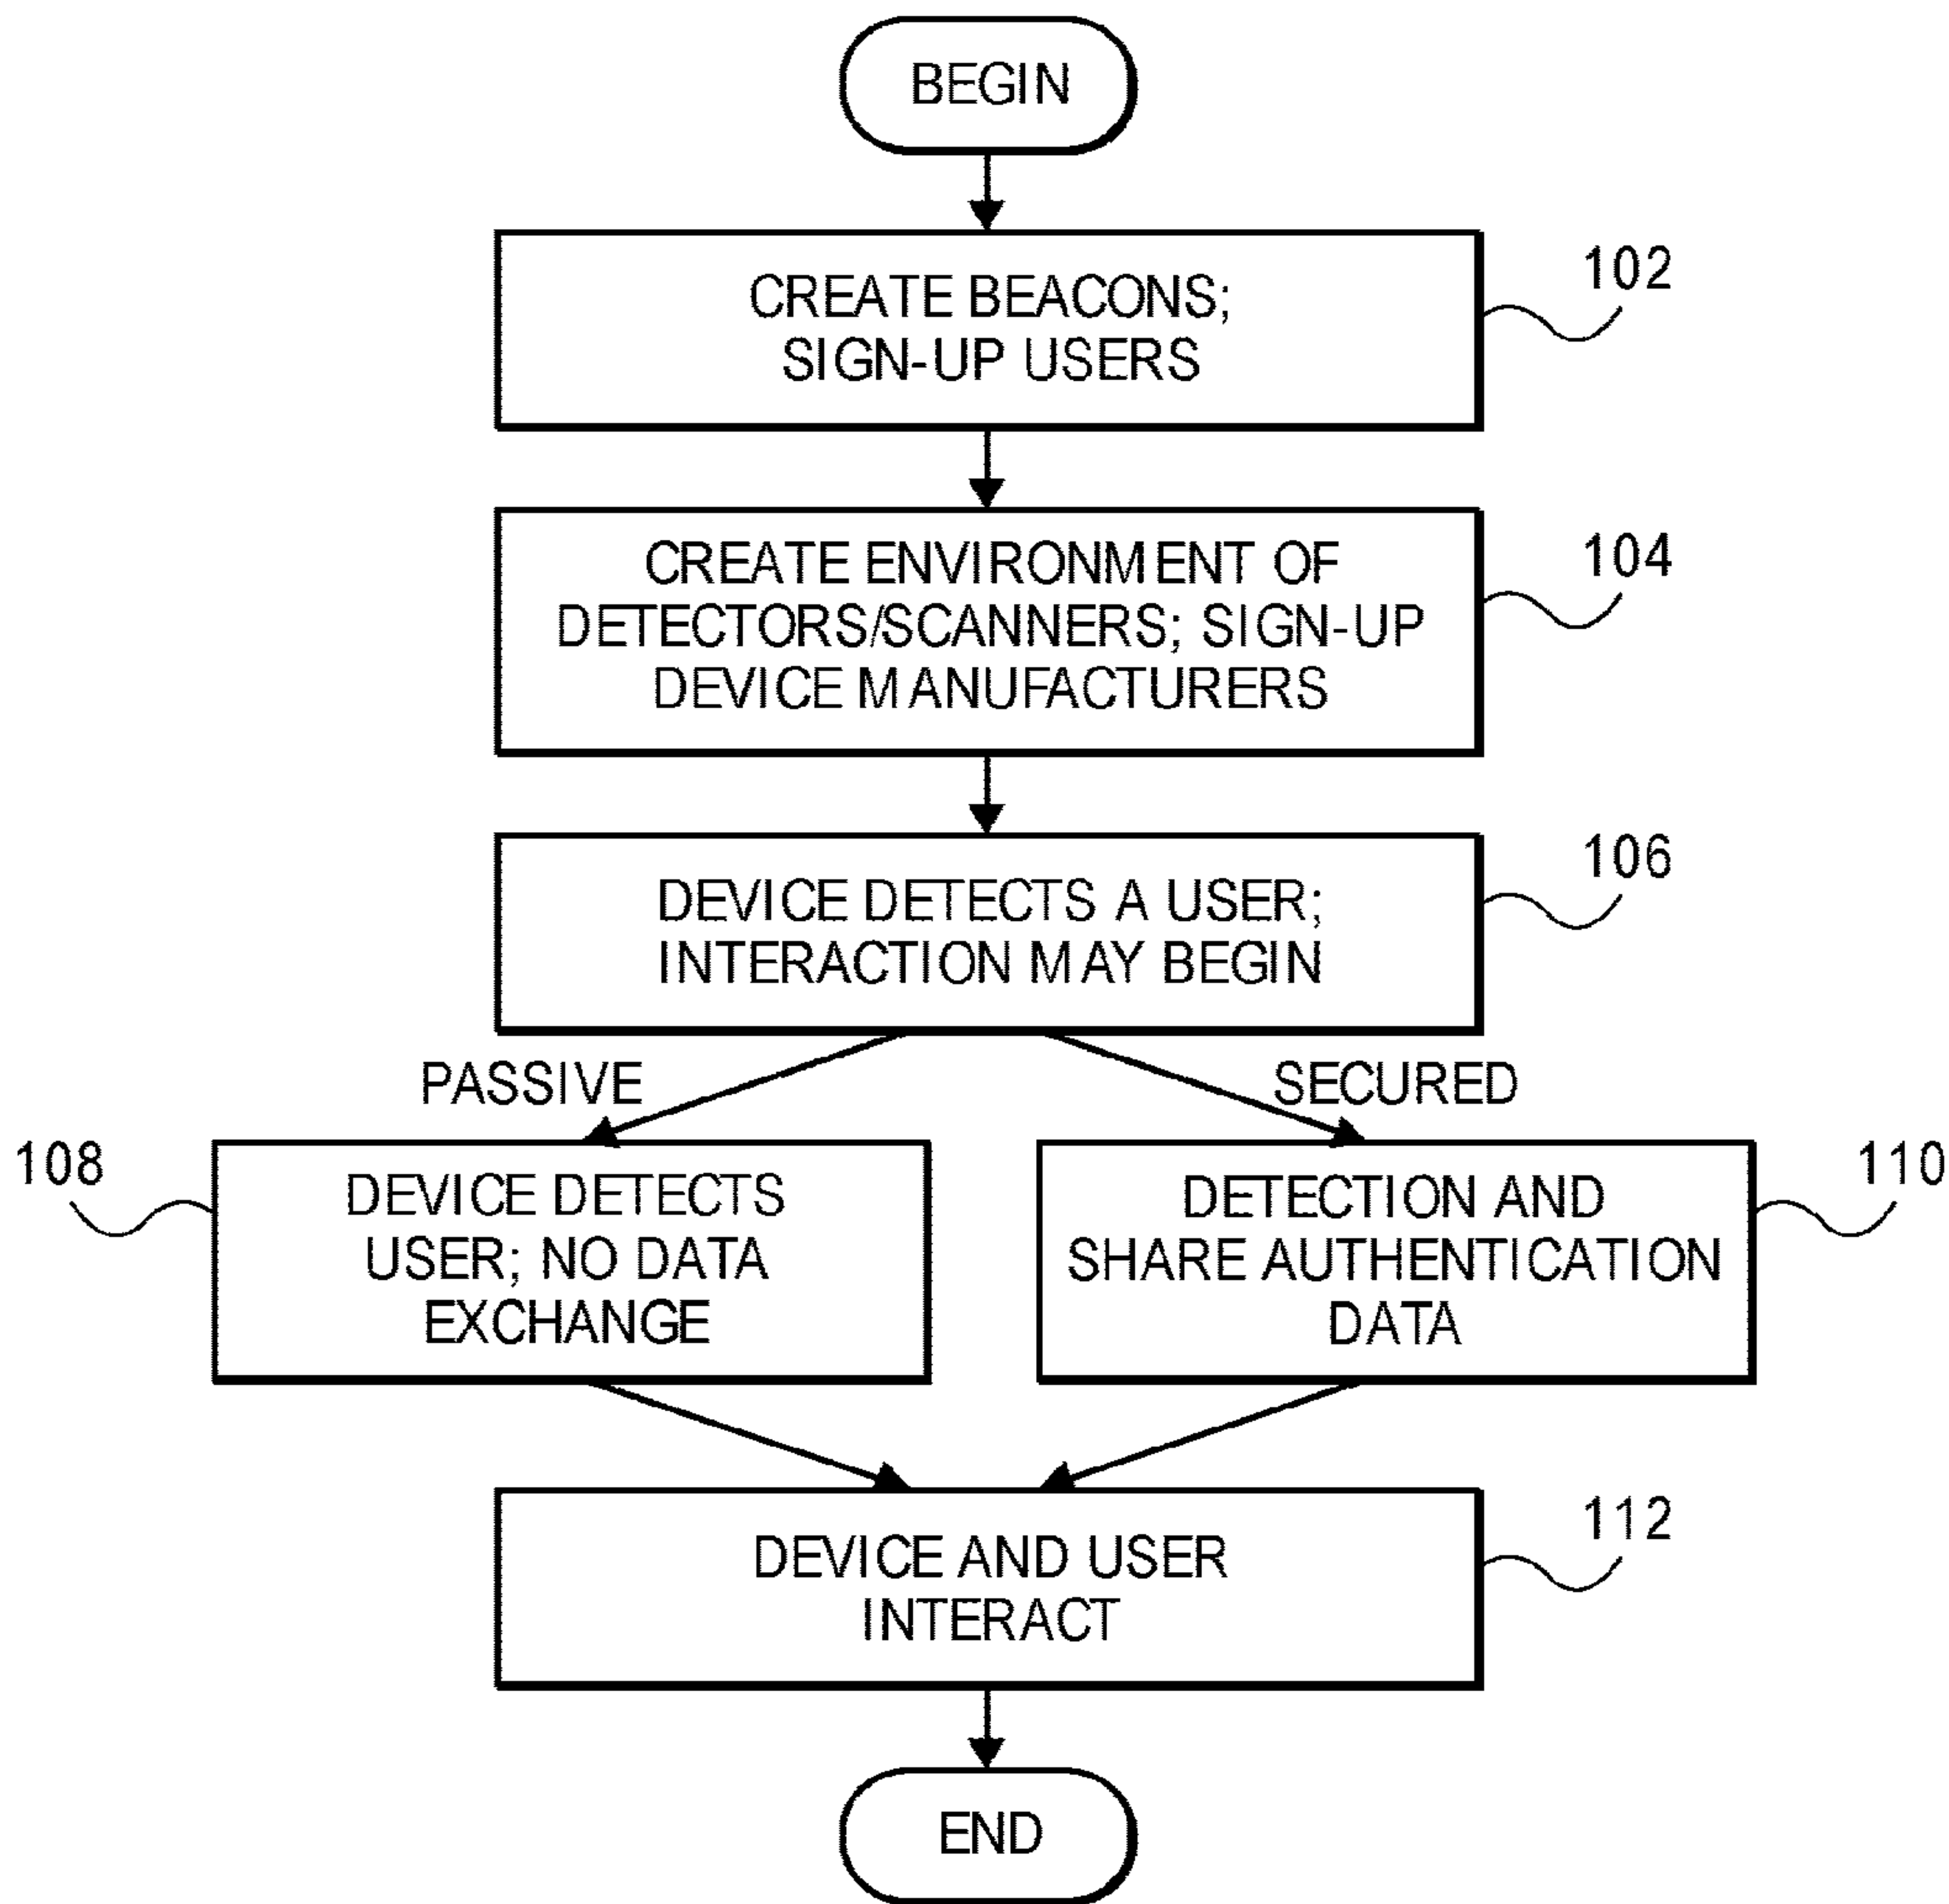 BEGIN
CREATE BEACONS;
SIGN-UP USERS
102
CREATE ENVIRONMENT OF
DETECTORS/SCANNERS; SIGN-UP
DEVICE MANUFACTURERS
104
DEVICE DETECTS A USER;
INTERACTION MAY BEGIN
106
PASSIVE
SECURED
108
DEVICE DETECTS
USER; NO DATA
EXCHANGE
DETECTION AND
SHARE AUTHENTICATION
DATA
110
DEVICE AND USER
INTERACT
112
END